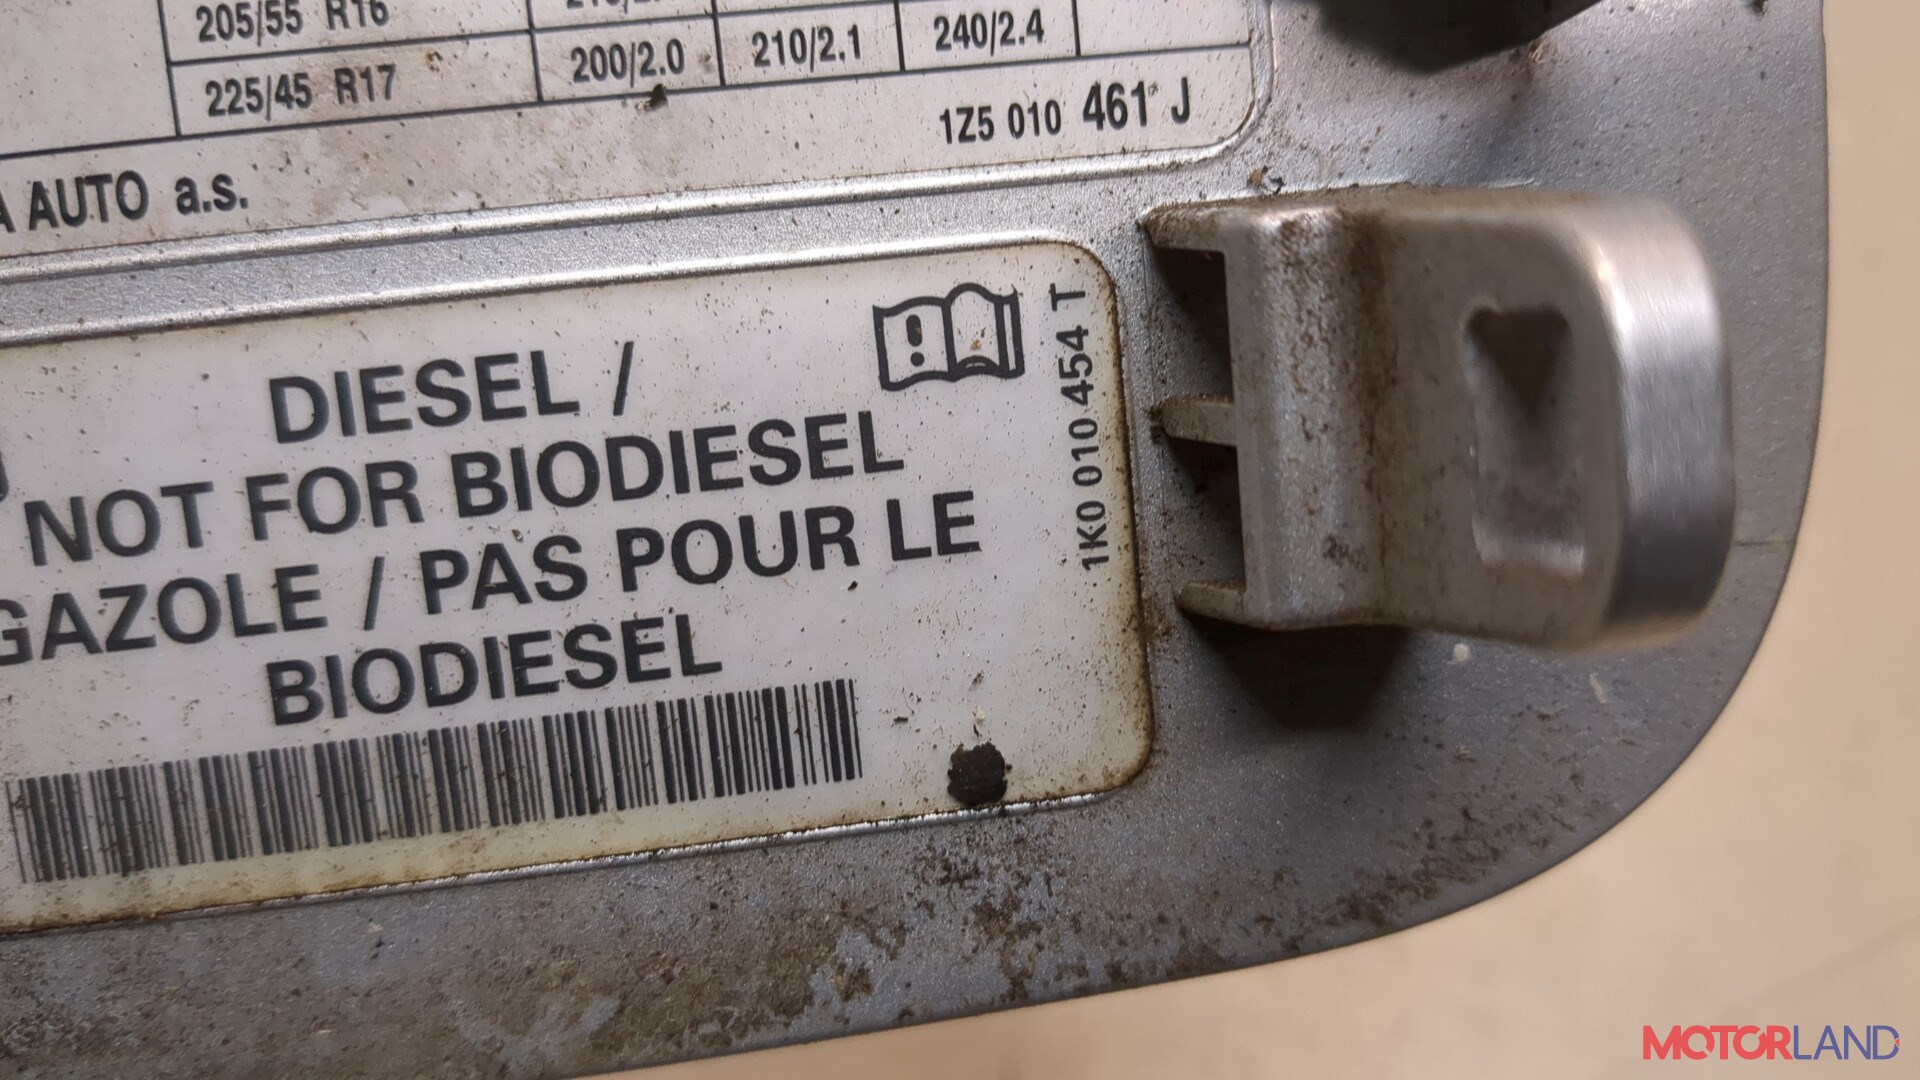 205/55 R16
225/45 R17 200/2.0 210/2.1 240/2.4
1Z5 010 461 J
A AUTO a.s.
DIESEL /
NOT FOR BIODIESEL
GAZOLE / PAS POUR LE
BIODIESEL
1K0 010 454 T
MOTORLAND